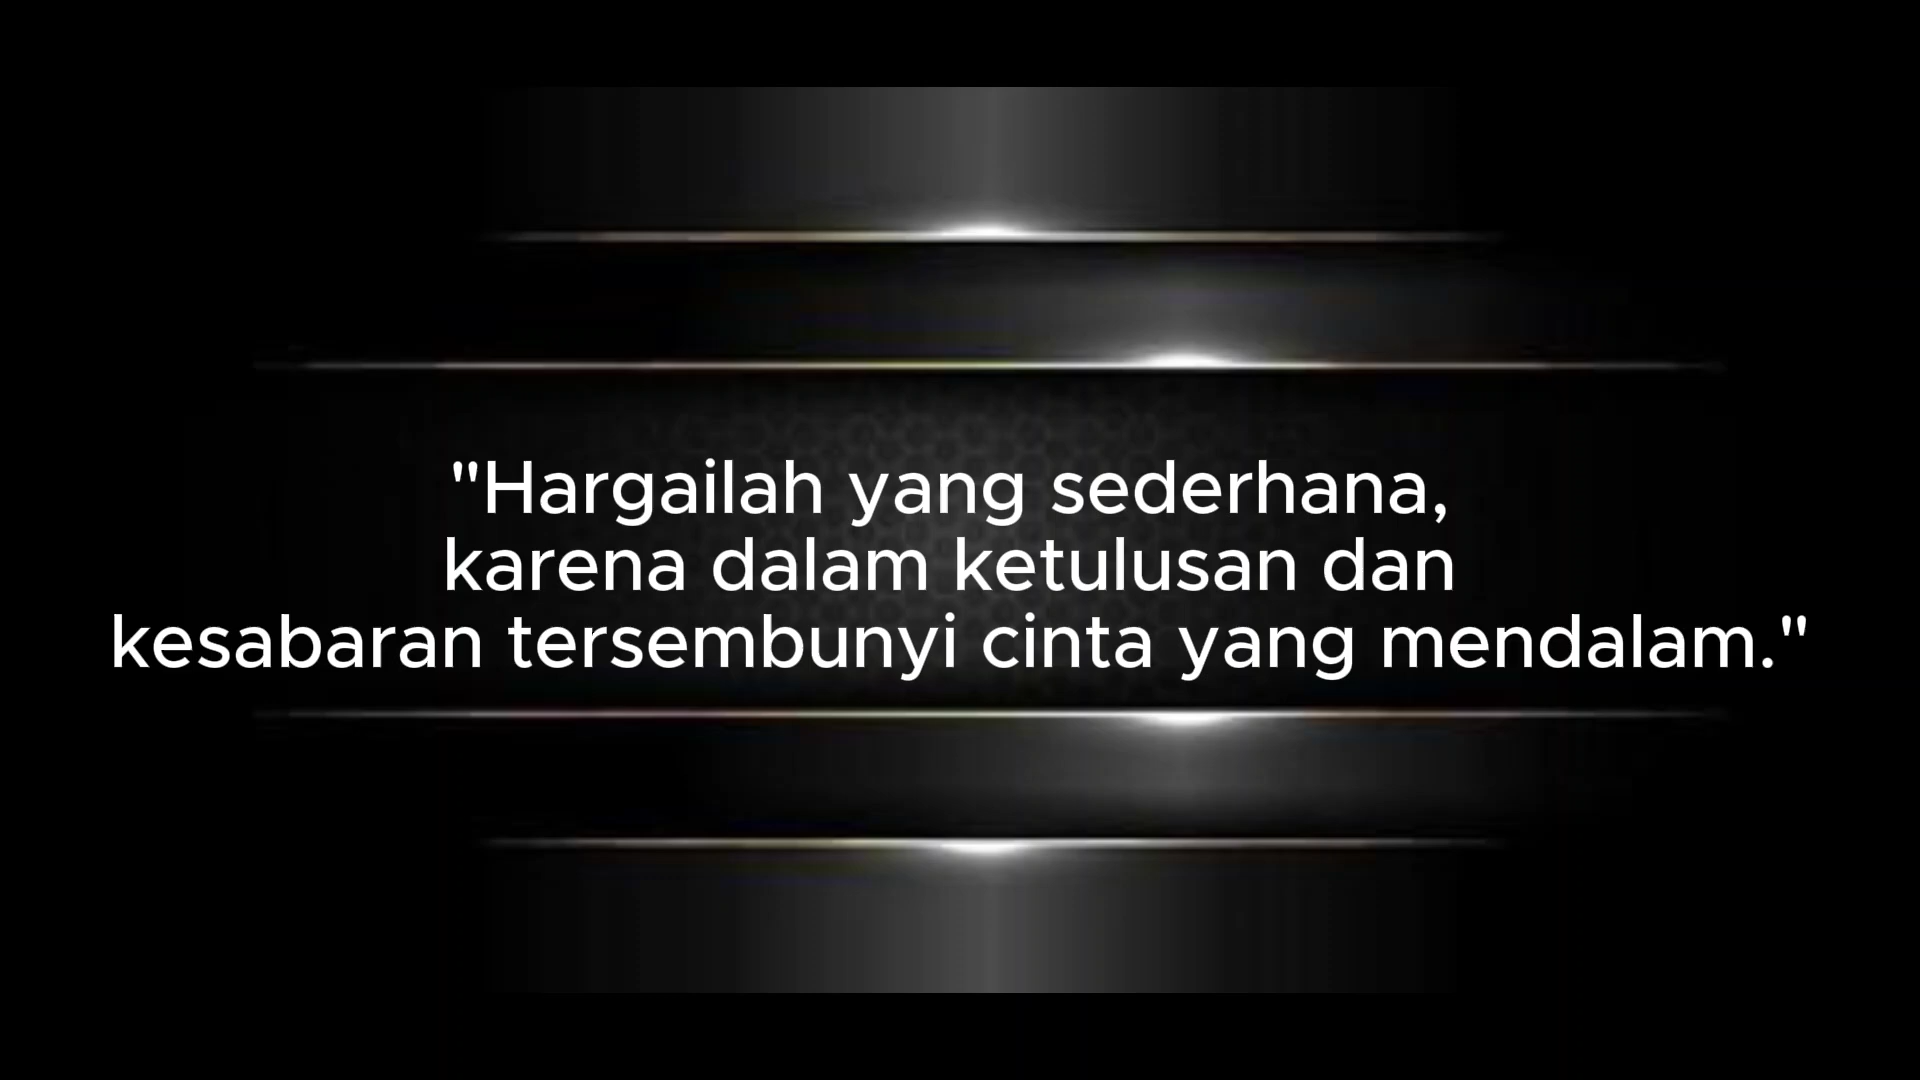 "Hargailah yang sederhana,
karena dalam ketulusan dan
kesabaran tersembunyi cinta yang mendalam."